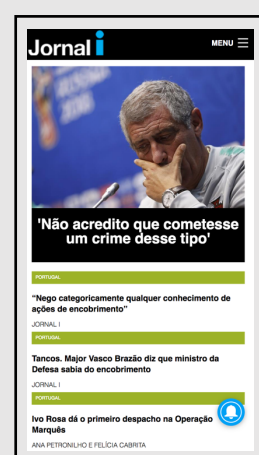 Jornal i
MENU
'Não acredito que cometesse
um crime desse tipo'
PORTUGAL
"Nego categoricamente qualquer conhecimento de
ações de encobrimento"
JORNAL I
PORTUGAL
Tancos. Major Vasco Brazão diz que ministro da
Defesa sabia do encobrimento
JORNAL I
PORTUGAL
Ivo Rosa dá o primeiro despacho na Operação
Marquês
ANA PETRONILHO E FELÍCIA CABRITA